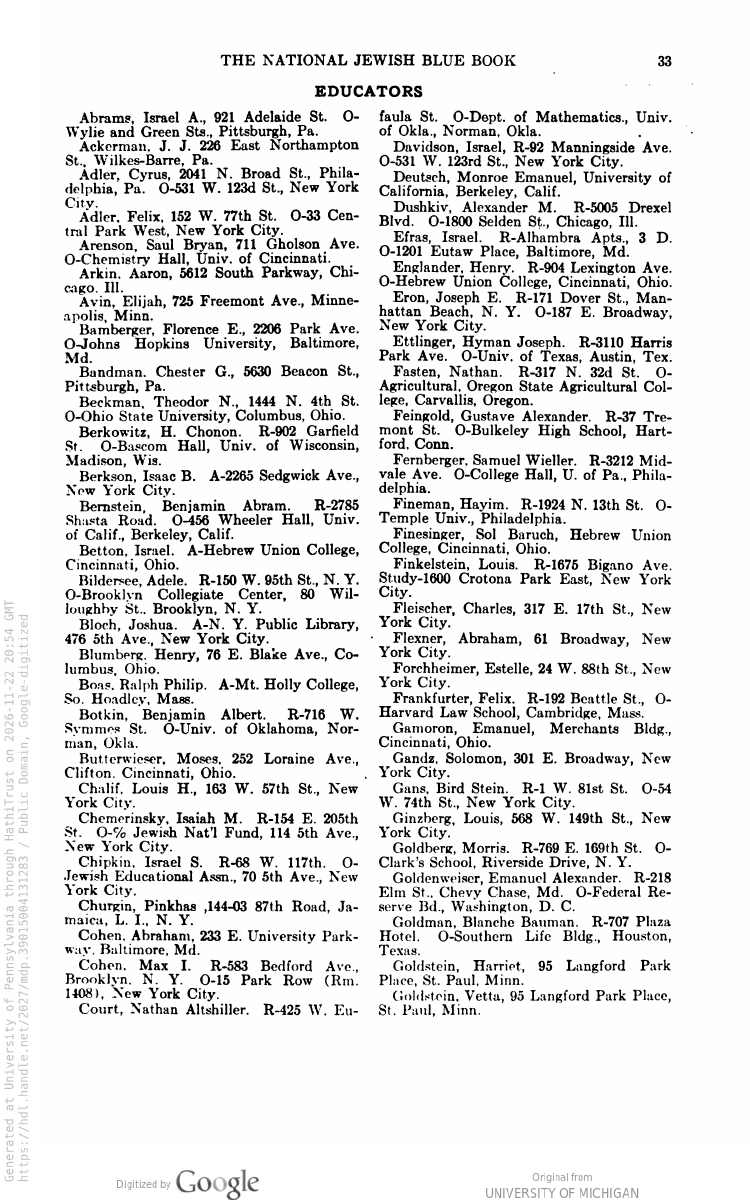 THE NATIONAL JEWISH BLUE BOOK 33
EDUCATORS
Abrams, Israel A., 921 Adelaide St. O-
Wylie and Green Sts., Pittsburgh, Pa.
Ackerman, J. J. 226 East Northampton
St., Wilkes-Barre, Pa.
Adler, Cyrus, 2041 N. Broad St., Phila-
delphia, Pa. O-531 W. 123d St., New York
City.
Adler, Felix, 152 W. 77th St. O-33 Cen-
tral Park West, New York City.
Arenson, Saul Bryan, 711 Gholson Ave.
O-Chemistry Hall, Univ. of Cincinnati.
Arkin, Aaron, 5612 South Parkway, Chi-
cago, Ill.
Avin, Elijah, 725 Freemont Ave., Minne-
apolis, Minn.
Bamberger, Florence E., 2206 Park Ave.
O-Johns Hopkins University, Baltimore,
Md.
Bandman, Chester G., 5630 Beacon St.,
Pittsburgh, Pa.
Beckman, Theodor N., 1444 N. 4th St.
O-Ohio State University, Columbus, Ohio.
Berkowitz, H. Chonon. R-902 Garfield
St. O-Bascom Hall, Univ. of Wisconsin,
Madison, Wis.
Berkson, Isaac B. A-2265 Sedgwick Ave.,
New York City.
Bernstein, Benjamin Abram. R-2785
Shasta Road. O-456 Wheeler Hall, Univ.
of Calif., Berkeley, Calif.
Betton, Israel. A-Hebrew Union College,
Cincinnati, Ohio.
Bildersee, Adele. R-150 W. 95th St., N. Y.
O-Brooklyn Collegiate Center, 80 Wil-
loughby St., Brooklyn, N. Y.
Bloch, Joshua. A-N. Y. Public Library,
476 5th Ave., New York City.
Blumberg, Henry, 76 E. Blake Ave., Co-
lumbus, Ohio.
Boas, Ralph Philip. A-Mt. Holly College,
So. Hoadley, Mass.
Botkin, Benjamin Albert. R-716 W.
Symmes St. O-Univ. of Oklahoma, Nor-
man, Okla.
Butterwieser, Moses, 252 Loraine Ave.,
Clifton, Cincinnati, Ohio.
Chalif, Louis H., 163 W. 57th St., New
York City.
Chemerinsky, Isaiah M. R-154 E. 205th
St. O-% Jewish Nat'l Fund, 114 5th Ave.,
New York City.
Chipkin, Israel S. R-68 W. 117th. O-
Jewish Educational Assn., 70 5th Ave., New
York City.
Churgin, Pinkhas ,144-03 87th Road, Ja-
maica, L. I., N. Y.
Cohen, Abraham, 233 E. University Park-
way, Baltimore, Md.
Cohen, Max I. R-583 Bedford Ave.,
Brooklyn, N. Y. O-15 Park Row (Rm.
1408), New York City.
Court, Nathan Altshiller. R-425 W. Eu-
faula St. O-Dept. of Mathematics., Univ.
of Okla., Norman, Okla.
Davidson, Israel, R-92 Manningside Ave.
O-531 W. 123rd St., New York City.
Deutsch, Monroe Emanuel, University of
California, Berkeley, Calif.
Dushkiv, Alexander M. R-5005 Drexel
Blvd. O-1800 Selden St., Chicago, Ill.
Efras, Israel. R-Alhambra Apts., 3 D.
O-1201 Eutaw Place, Baltimore, Md.
Englander, Henry. R-904 Lexington Ave.
O-Hebrew Union College, Cincinnati, Ohio.
Eron, Joseph E. R-171 Dover St., Man-
hattan Beach, N. Y. O-187 E. Broadway,
New York City.
Ettlinger, Hyman Joseph. R-3110 Harris
Park Ave. O-Univ. of Texas, Austin, Tex.
Fasten, Nathan. R-317 N. 32d St. O-
Agricultural, Oregon State Agricultural Col-
lege, Carvallis, Oregon.
Feingold, Gustave Alexander. R-37 Tre-
mont St. O-Bulkeley High School, Hart-
ford, Conn.
Fernberger, Samuel Wieller. R-3212 Mid-
vale Ave. O-College Hall, U. of Pa., Phila-
delphia.
Fineman, Hayim. R-1924 N. 13th St. O-
Temple Univ., Philadelphia.
Finesinger, Sol Baruch, Hebrew Union
College, Cincinnati, Ohio.
Finkelstein, Louis. R-1675 Bigano Ave.
Study-1600 Crotona Park East, New York
City.
Fleischer, Charles, 317 E. 17th St., New
York City.
Flexner, Abraham, 61 Broadway, New
York City.
Forchheimer, Estelle, 24 W. 88th St., New
York City.
Frankfurter, Felix. R-192 Beattle St., O-
Harvard Law School, Cambridge, Mass.
Gamoron, Emanuel, Merchants Bldg.,
Cincinnati, Ohio.
Gandz, Solomon, 301 E. Broadway, New
York City.
Gans, Bird Stein. R-1 W. 81st St. O-54
W. 74th St., New York City.
Ginzberg, Louis, 568 W. 149th St., New
York City.
Goldberg, Morris. R-769 E. 169th St. O-
Clark's School, Riverside Drive, N. Y.
Goldenweiser, Emanuel Alexander. R-218
Elm St., Chevy Chase, Md. O-Federal Re-
serve Bd., Washington, D. C.
Goldman, Blanche Bauman. R-707 Plaza
Hotel. O-Southern Life Bldg., Houston,
Texas.
Goldstein, Harriet, 95 Langford Park
Place, St. Paul, Minn.
Goldstein, Vetta, 95 Langford Park Place,
St. Paul, Minn.
Generated at University of Pennsylvania through HathiTrust on 2026-11-22 20:54 GMT
https://hdl.handle.net/2027/mdp.39015004131283 / Public Domain, Google-digitized
Digitized by Google
Original from
UNIVERSITY OF MICHIGAN